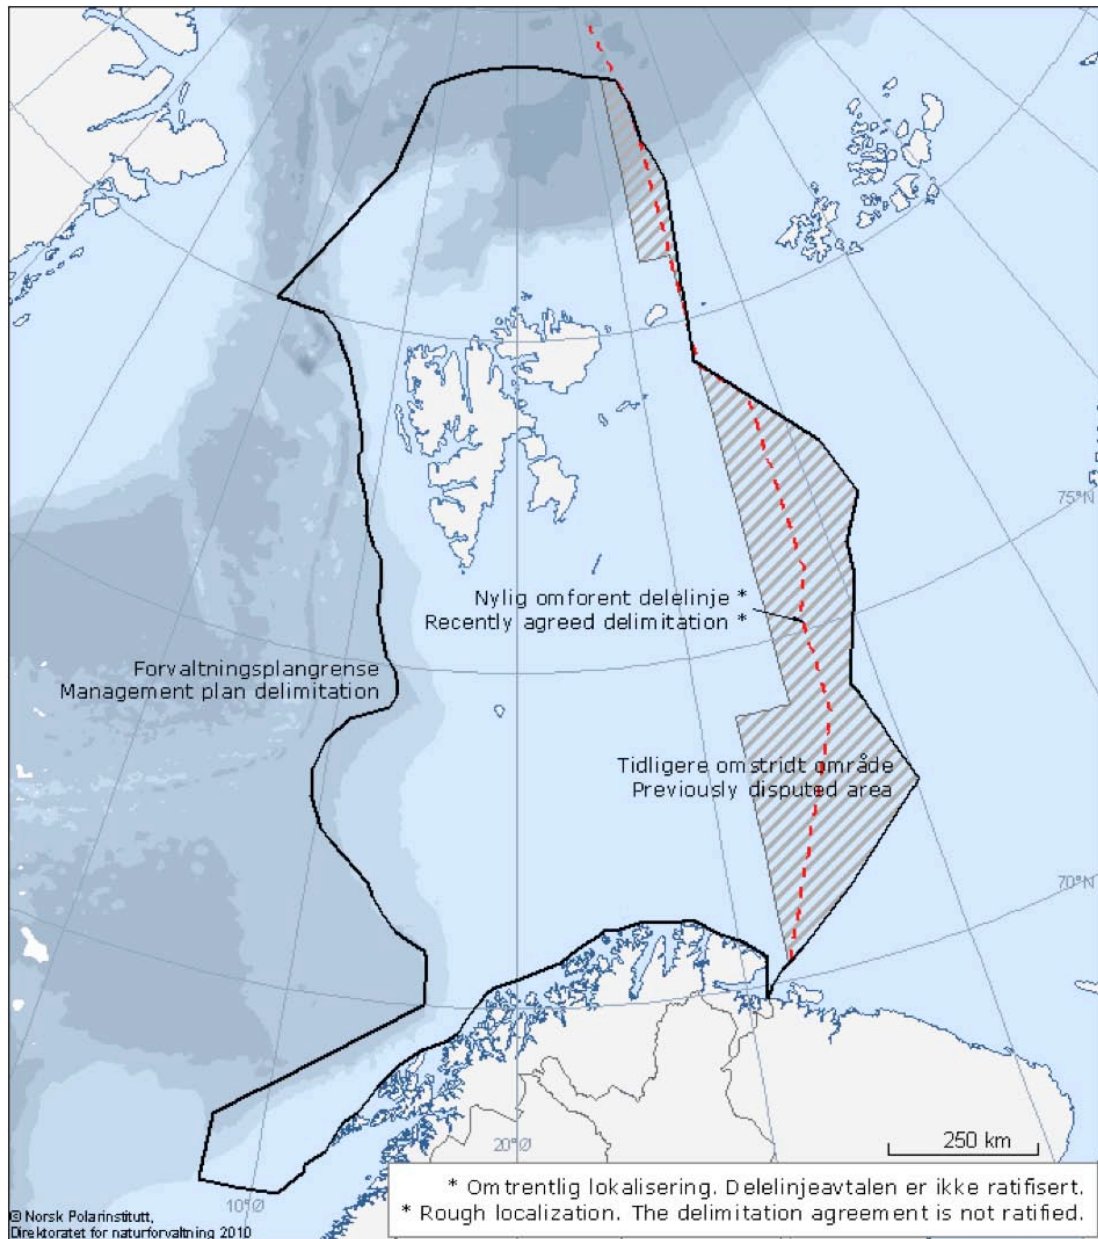 75°N
Nylig omforent delelinje *
Recently agreed delimitation *
Forvaltningsplangrense
Management plan delimitation
Tidligere omstridt område
Previously disputed area
70°N
20°Ø
250 km
10°Ø
* Omtrentlig lokalisering. Delelinjeavtalen er ikke ratifisert.
* Rough localization. The delimitation agreement is not ratified.
© Norsk Polarinstitutt,
Direktoratet for naturforvaltning 2010